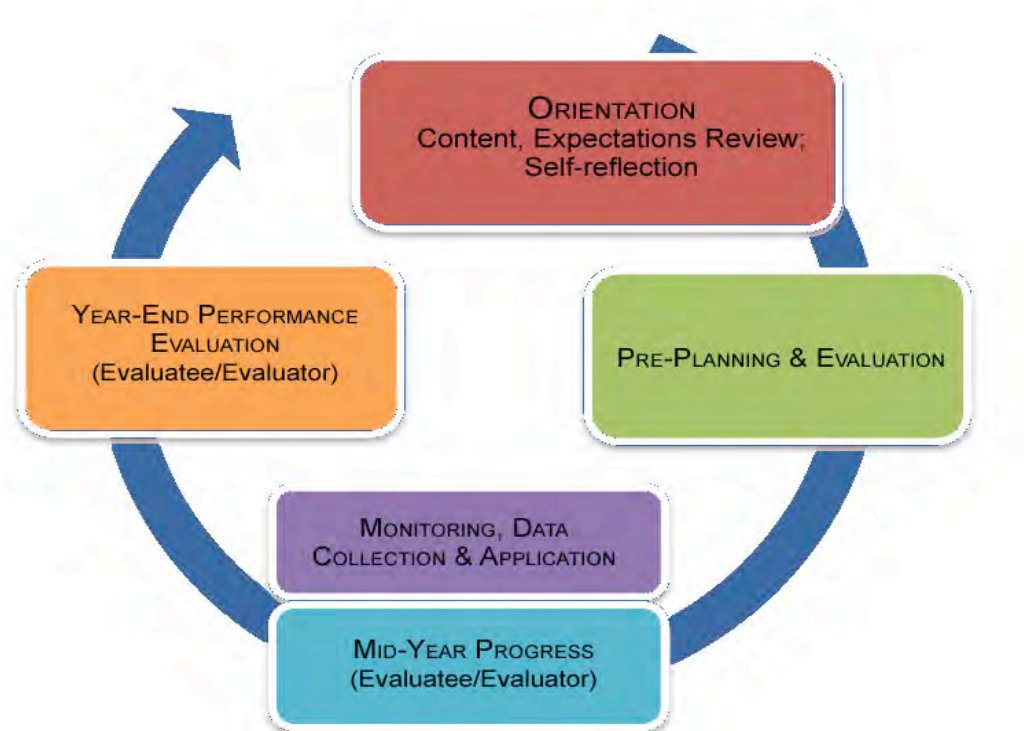 ORIENTATION
Content, Expectations Review;
Self-reflection
YEAR-END PERFORMANCE
EVALUATION
(Evaluatee/Evaluator)
PRE-PLANNING & EVALUATION
MONITORING, DATA
COLLECTION & APPLICATION
MID-YEAR PROGRESS
(Evaluatee/Evaluator)